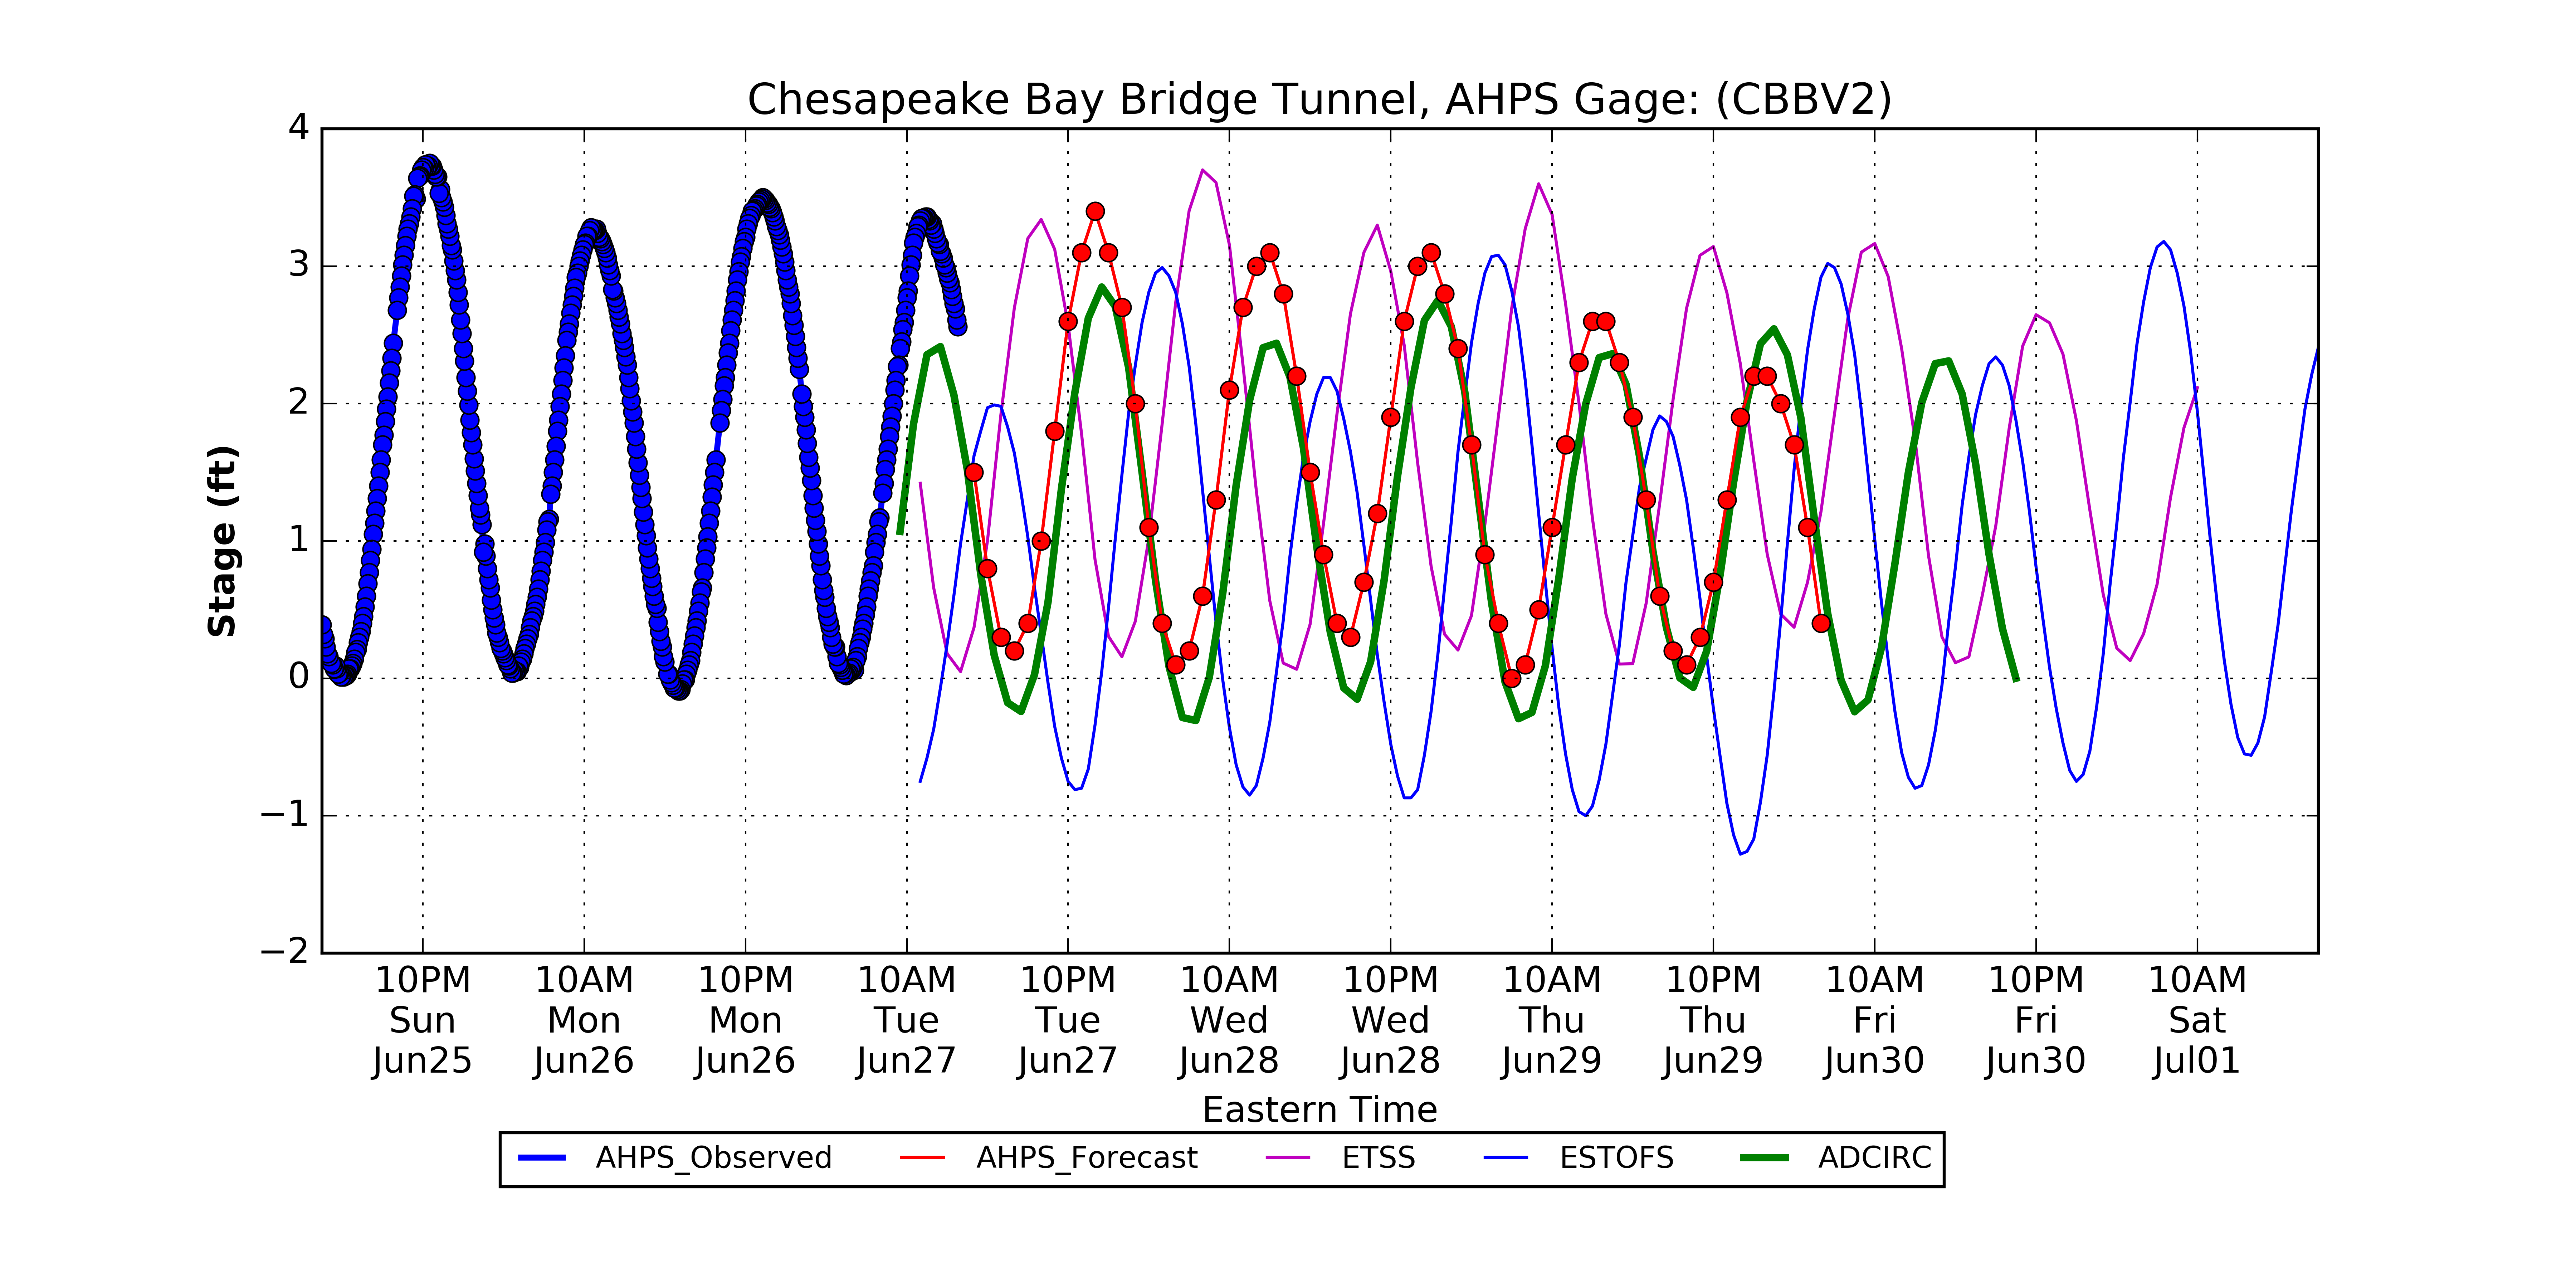 Chesapeake Bay Bridge Tunnel, AHPS Gage: (CBBV2)
4
3
2
1
0
−1
−2
Stage (ft)
10PM 10AM 10PM 10AM 10PM 10AM 10PM 10AM 10PM 10AM 10PM 10AM
Sun Mon Mon Tue Tue Wed Wed Thu Thu Fri Fri Sat
Jun25 Jun26 Jun26 Jun27 Jun27 Jun28 Jun28 Jun29 Jun29 Jun30 Jun30 Jul01
Eastern Time
AHPS_Observed AHPS_Forecast ETSS ESTOFS ADCIRC